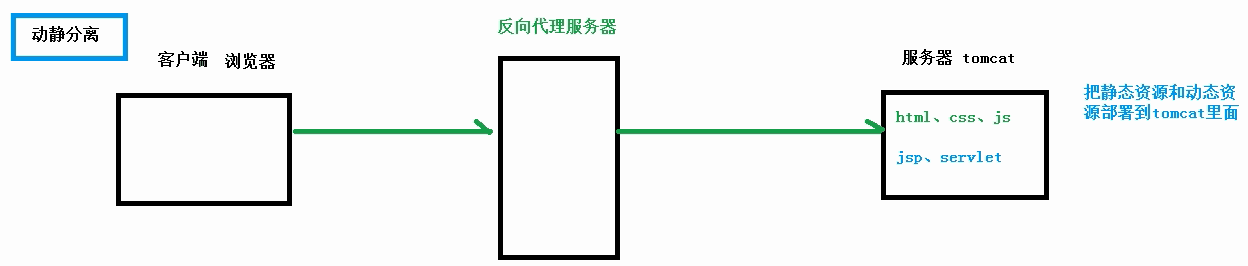 动静分离
客户端 浏览器
反向代理服务器
服务器 tomcat
html、css、js
jsp、servlet
把静态资源和动态资
源部署到tomcat里面